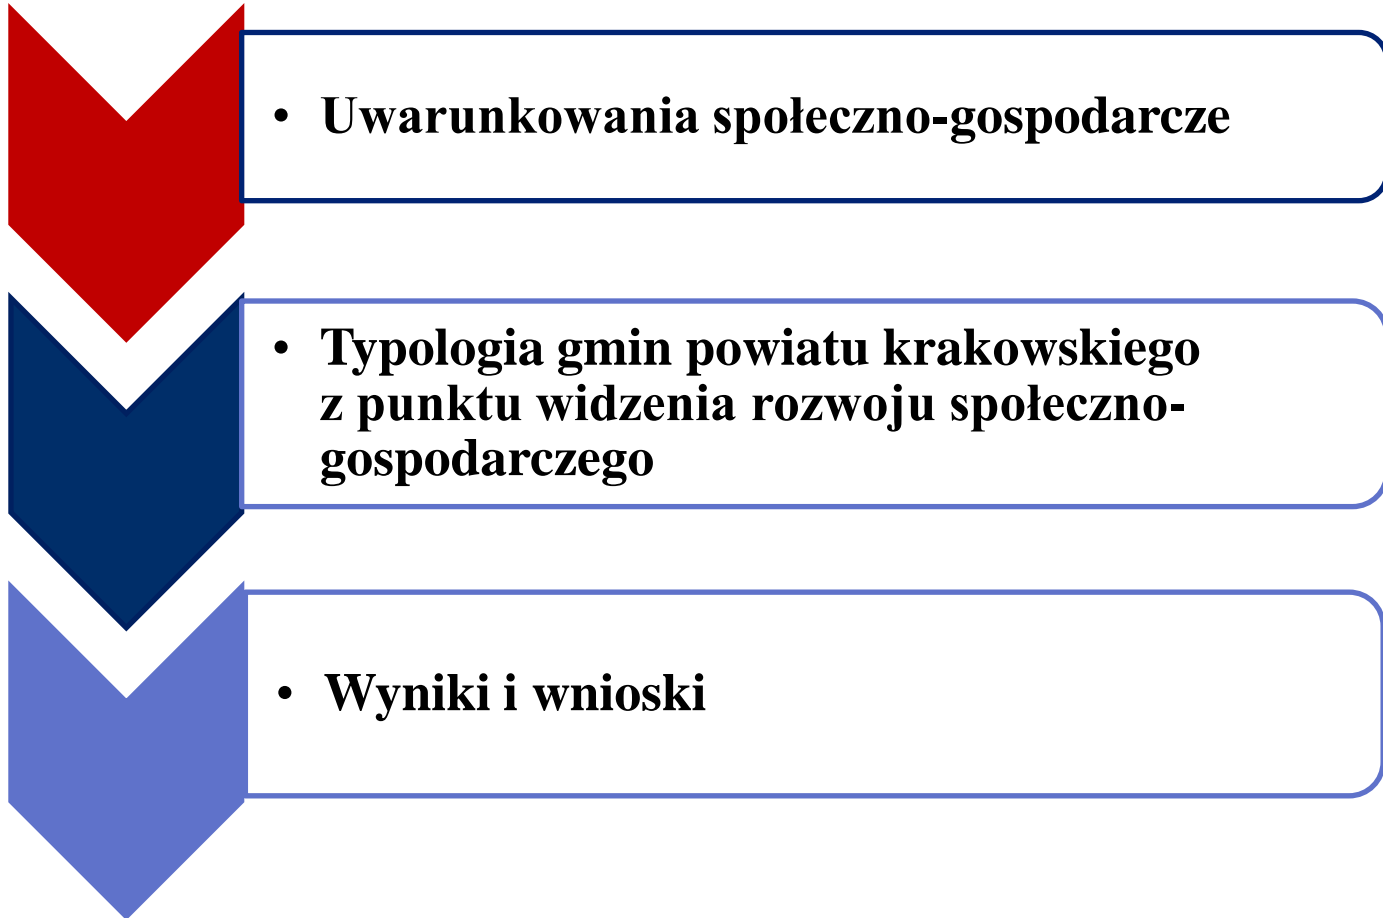 • Uwarunkowania społeczno-gospodarcze
• Typologia gmin powiatu krakowskiego
z punktu widzenia rozwoju społeczno-
gospodarczego
• Wyniki i wnioski